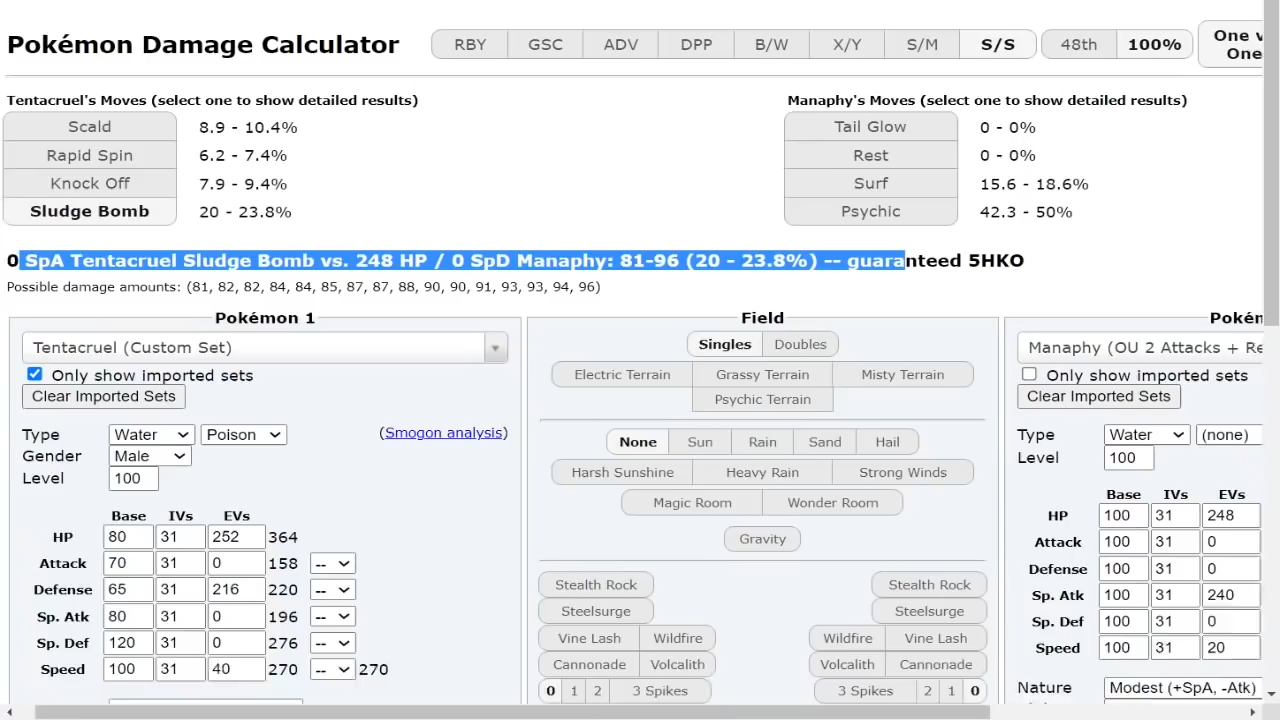 Pokémon Damage Calculator RBY GSC ADV DPP B/W X/Y S/M S/S 48th 100% One v
One
Tentacruel's Moves (select one to show detailed results) Manaphy's Moves (select one to show detailed results)
Scald 8.9 - 10.4% Tail Glow 0 - 0%
Rapid Spin 6.2 - 7.4% Rest 0 - 0%
Knock Off 7.9 - 9.4% Surf 15.6 - 18.6%
Sludge Bomb 20 - 23.8% Psychic 42.3 - 50%
0 SpA Tentacruel Sludge Bomb vs. 248 HP / 0 SpD Manaphy: 81-96 (20 - 23.8%) -- guaranteed 5HKO
Possible damage amounts: (81, 82, 82, 84, 84, 85, 87, 87, 88, 90, 90, 91, 93, 93, 94, 96)
Pokémon 1
Tentacruel (Custom Set)
Only show imported sets
Clear Imported Sets
Type Water Poison (Smogon analysis)
Gender Male
Level 100
Base IVs EVs
HP 80 31 252 364
Attack 70 31 0 158 --
Defense 65 31 216 220 --
Sp. Atk 80 31 0 196 --
Sp. Def 120 31 0 276 --
Speed 100 31 40 270 -- 270
Field
Singles Doubles
Electric Terrain Grassy Terrain Misty Terrain
Psychic Terrain
None Sun Rain Sand Hail
Harsh Sunshine Heavy Rain Strong Winds
Magic Room Wonder Room
Gravity
Stealth Rock Stealth Rock
Steelsurge Steelsurge
Vine Lash Wildfire Wildfire Vine Lash
Cannonade Volcalith Volcalith Cannonade
0 1 2 3 Spikes 3 Spikes 2 1 0
Pokém
Manaphy (OU 2 Attacks + Re
Only show imported sets
Clear Imported Sets
Type Water (none)
Level 100
Base IVs EVs
HP 100 31 248
Attack 100 31 0
Defense 100 31 0
Sp. Atk 100 31 240
Sp. Def 100 31 0
Speed 100 31 20
Nature Modest (+SpA, -Atk)